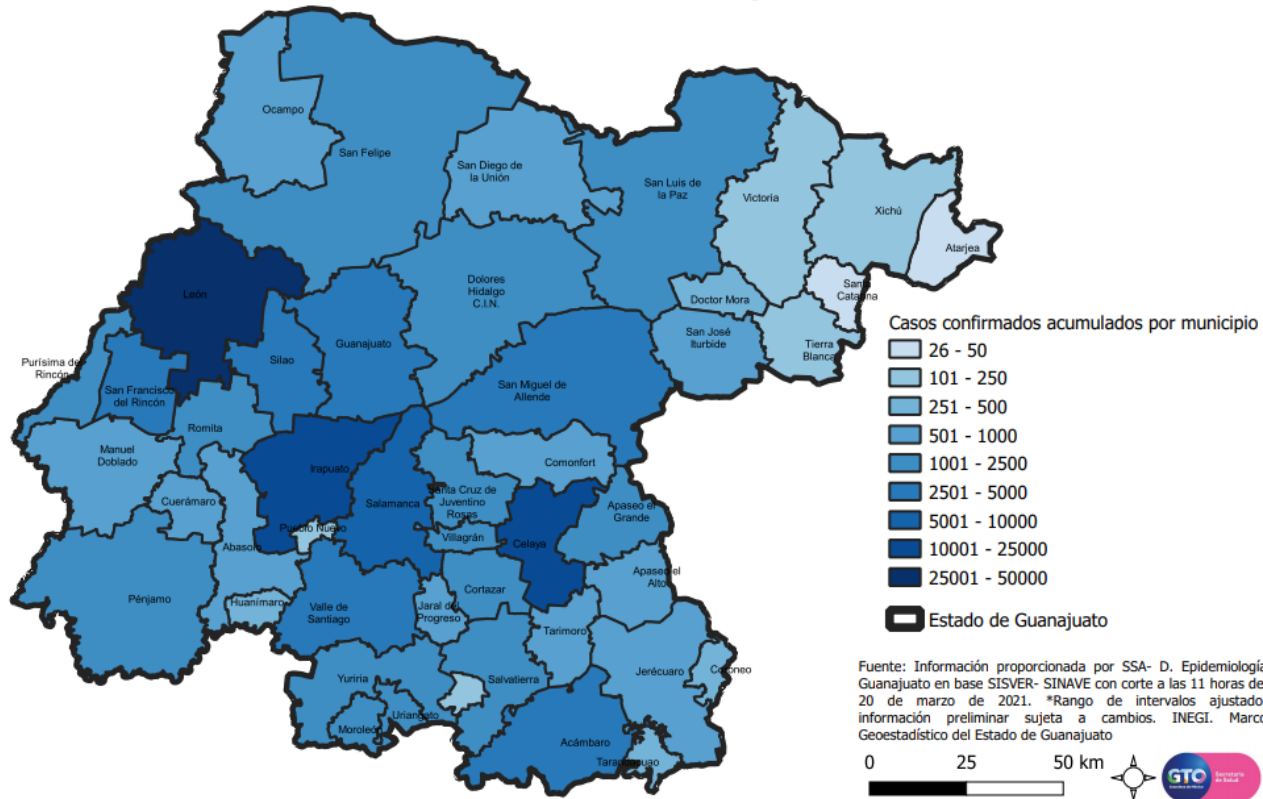 Ocampo
San Felipe
San Diego de
la Unión
San Luis de
la Paz
Victoría
Xichú
Atarjea
León
Dolores
Hidalgo
C.I.N.
Doctor Mora
Santa
Catarina
San José
Iturbide
Tierra
Blanca
Guanajuato
Silao
Purísima del
Rincón
San Francisco
del Rincón
San Miguel de
Allende
Romita
Manuel
Doblado
Irapuato
Comonfort
Cuerámaro
Salamanca
Santa Cruz de
Juventino
Rosas
Apaseo el
Grande
Pueblo Nuevo
Villagrán
Celaya
Abasolo
Apaseo el
Alto
Pénjamo
Huanímaro
Valle de
Santiago
Jaral del
Progreso
Cortazar
Tarimoro
Jerécuaro
Coroneo
Yuriria
Salvatierra
Moroleón
Uriangato
Acámbaro
Tarandacuao
Casos confirmados acumulados por municipio
26 - 50
101 - 250
251 - 500
501 - 1000
1001 - 2500
2501 - 5000
5001 - 10000
10001 - 25000
25001 - 50000
Estado de Guanajuato
Fuente: Información proporcionada por SSA- D. Epidemiología
Guanajuato en base SISVER- SINAVE con corte a las 11 horas de
20 de marzo de 2021. *Rango de intervalos ajustado
información preliminar sujeta a cambios. INEGI. Marco
Geoestadístico del Estado de Guanajuato
0 25 50 km
GTO
Secretaría
de Salud